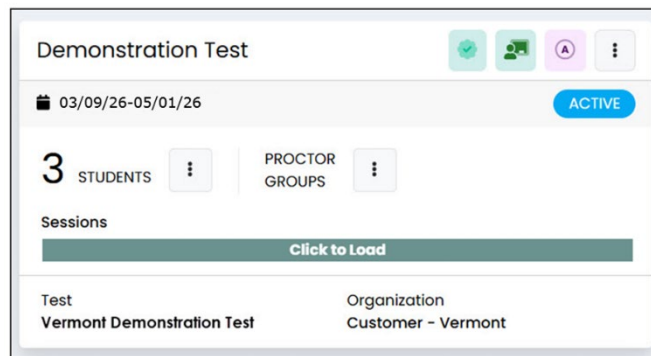 Demonstration Test
A
03/09/26-05/01/26
ACTIVE
3 STUDENTS
PROCTOR
GROUPS
Sessions
Click to Load
Test
Vermont Demonstration Test
Organization
Customer - Vermont